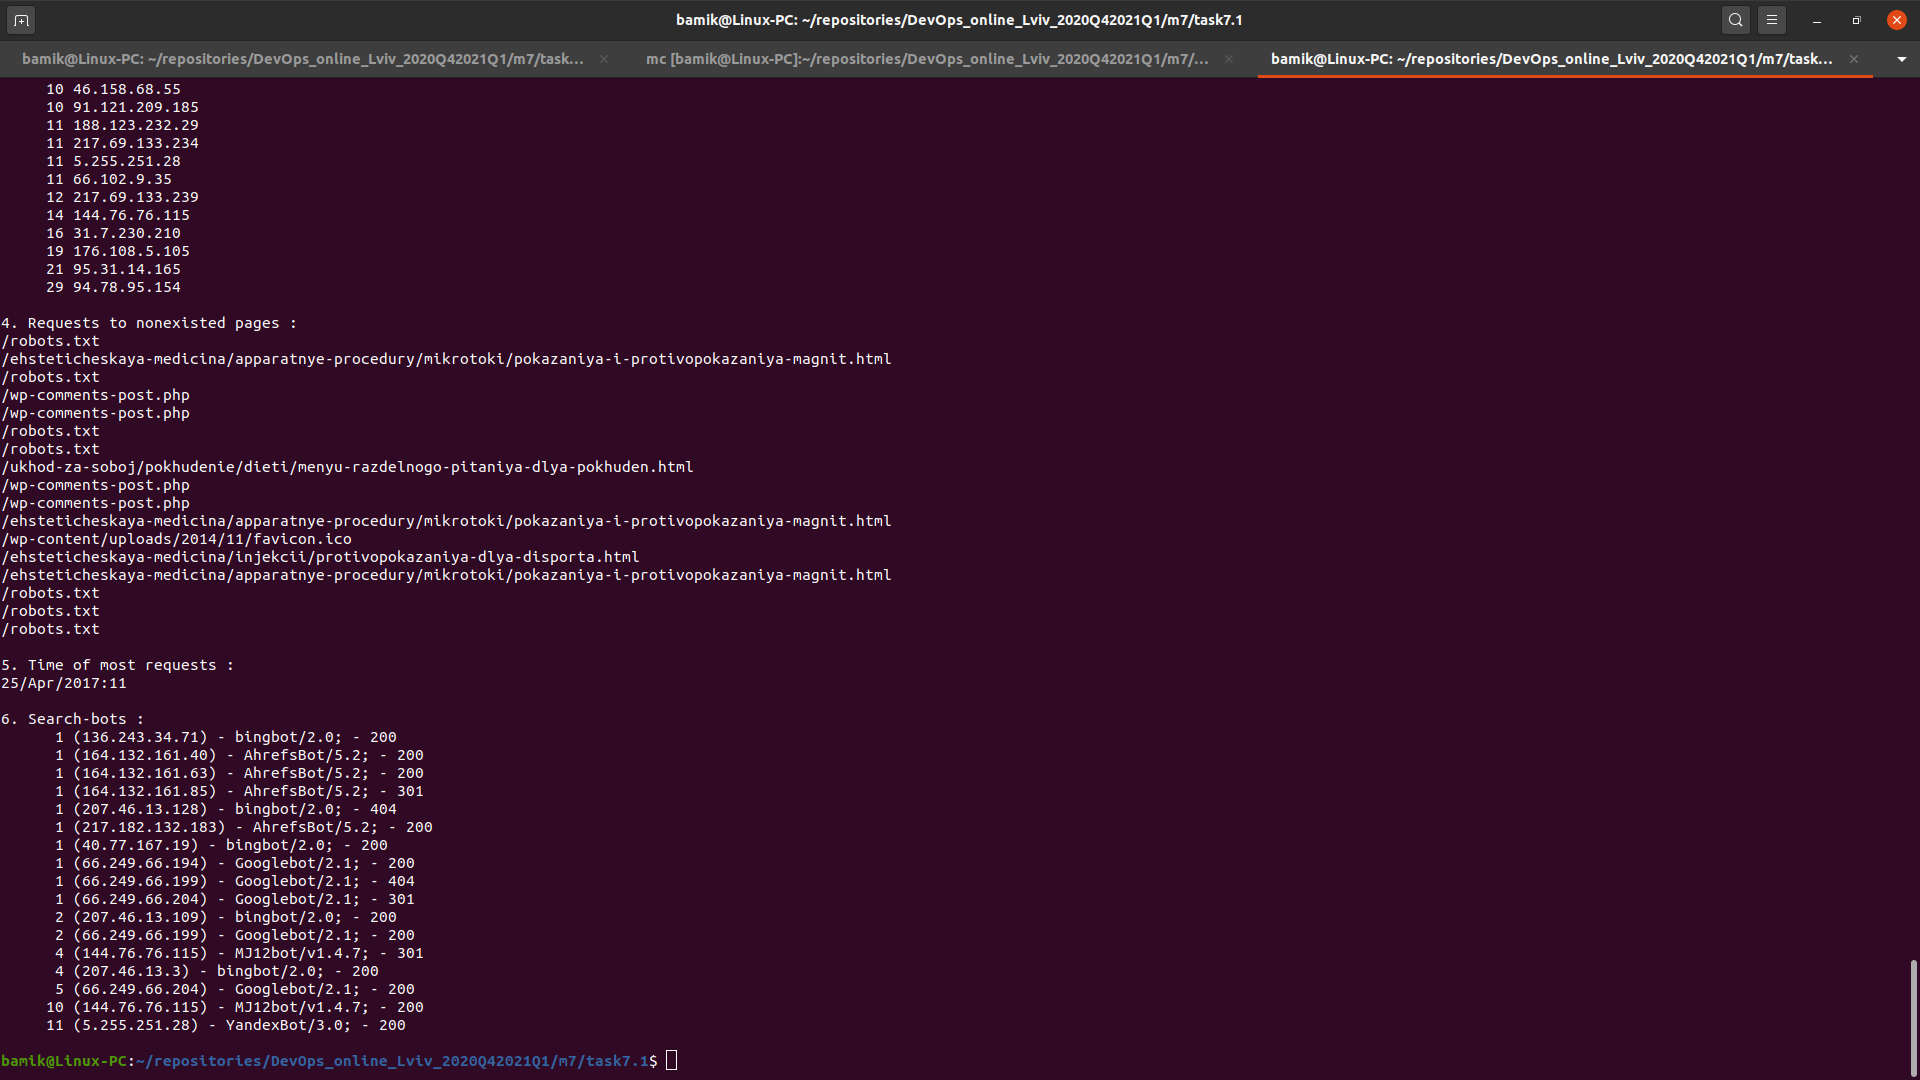 bamik@Linux-PC: ~/repositories/DevOps_online_Lviv_2020Q42021Q1/m7/task7.1
bamik@Linux-PC: ~/repositories/DevOps_online_Lviv_2020Q42021Q1/m7/task...
mc [bamik@Linux-PC]:~/repositories/DevOps_online_Lviv_2020Q42021Q1/m7/...
bamik@Linux-PC: ~/repositories/DevOps_online_Lviv_2020Q42021Q1/m7/task...
10 46.158.68.55
10 91.121.209.185
11 188.123.232.29
11 217.69.133.234
11 5.255.251.28
11 66.102.9.35
12 217.69.133.239
14 144.76.76.115
16 31.7.230.210
19 176.108.5.105
21 95.31.14.165
29 94.78.95.154
4. Requests to nonexisted pages :
/robots.txt
/ehsteticheskaya-medicina/apparatnye-procedury/mikrotoki/pokazaniya-i-protivopokazaniya-magnit.html
/robots.txt
/wp-comments-post.php
/wp-comments-post.php
/robots.txt
/robots.txt
/ukhod-za-soboj/pokhudenie/dieti/menyu-razdelnogo-pitaniya-dlya-pokhuden.html
/wp-comments-post.php
/wp-comments-post.php
/ehsteticheskaya-medicina/apparatnye-procedury/mikrotoki/pokazaniya-i-protivopokazaniya-magnit.html
/wp-content/uploads/2014/11/favicon.ico
/ehsteticheskaya-medicina/injekcii/protivopokazaniya-dlya-disporta.html
/ehsteticheskaya-medicina/apparatnye-procedury/mikrotoki/pokazaniya-i-protivopokazaniya-magnit.html
/robots.txt
/robots.txt
/robots.txt
5. Time of most requests :
25/Apr/2017:11
6. Search-bots :
1 (136.243.34.71) - bingbot/2.0; - 200
1 (164.132.161.40) - AhrefsBot/5.2; - 200
1 (164.132.161.63) - AhrefsBot/5.2; - 200
1 (164.132.161.85) - AhrefsBot/5.2; - 301
1 (207.46.13.128) - bingbot/2.0; - 404
1 (217.182.132.183) - AhrefsBot/5.2; - 200
1 (40.77.167.19) - bingbot/2.0; - 200
1 (66.249.66.194) - Googlebot/2.1; - 200
1 (66.249.66.199) - Googlebot/2.1; - 404
1 (66.249.66.204) - Googlebot/2.1; - 301
2 (207.46.13.109) - bingbot/2.0; - 200
2 (66.249.66.199) - Googlebot/2.1; - 200
4 (144.76.76.115) - MJ12bot/v1.4.7; - 301
4 (207.46.13.3) - bingbot/2.0; - 200
5 (66.249.66.204) - Googlebot/2.1; - 200
10 (144.76.76.115) - MJ12bot/v1.4.7; - 200
11 (5.255.251.28) - YandexBot/3.0; - 200
bamik@Linux-PC:~/repositories/DevOps_online_Lviv_2020Q42021Q1/m7/task7.1$